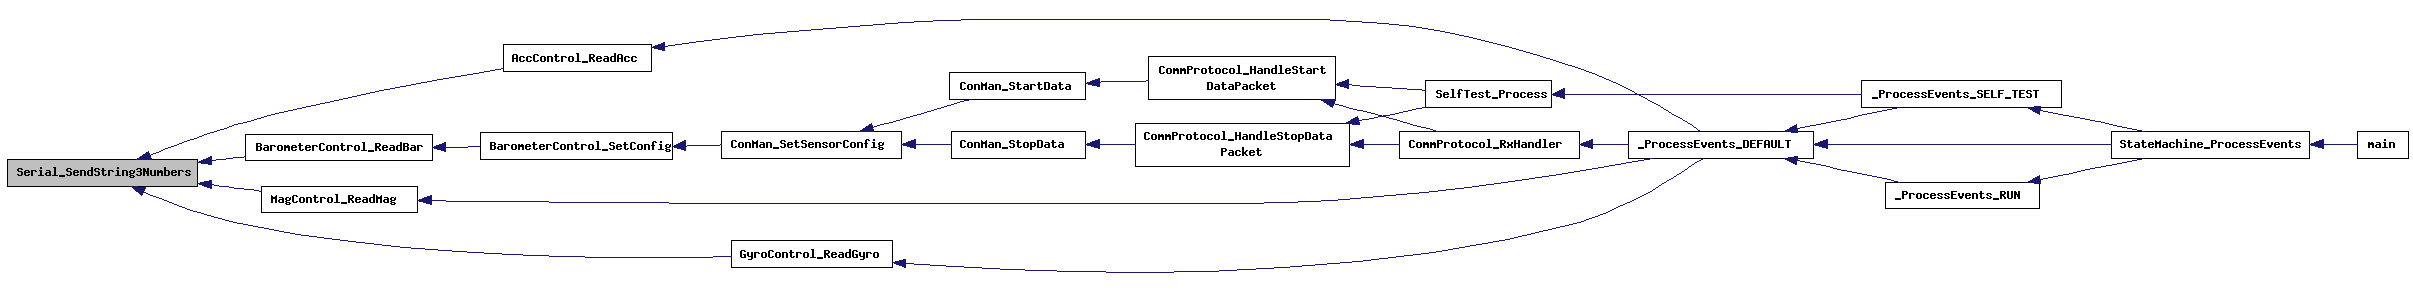 AccControl_ReadAcc
CommProtocol_HandleStart
DataPacket
ConMan_StartData
SelfTest_Process
_ProcessEvents_SELF_TEST
BarometerControl_ReadBar
BarometerControl_SetConfig
ConMan_SetSensorConfig
ConMan_StopData
CommProtocol_HandleStopData
Packet
CommProtocol_RxHandler
_ProcessEvents_DEFAULT
StateMachine_ProcessEvents
main
Serial_SendString3Numbers
MagControl_ReadMag
_ProcessEvents_RUN
GyroControl_ReadGyro